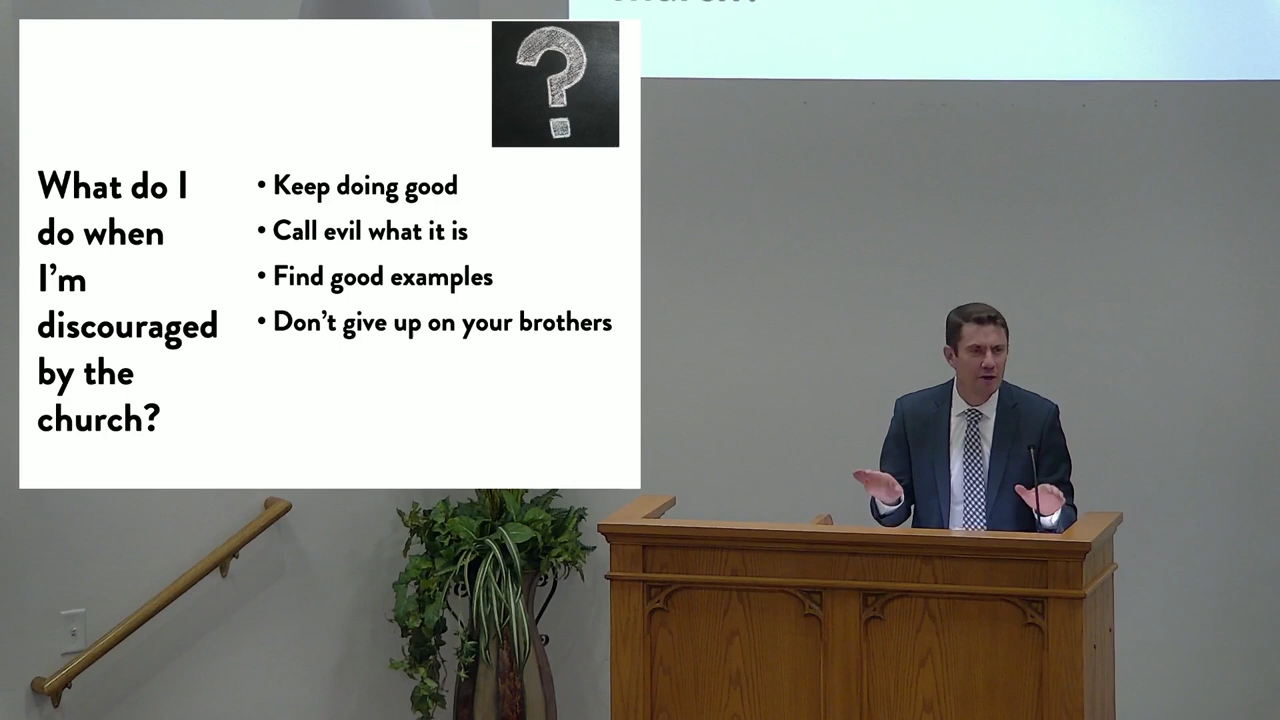 church?
?
What do I
do when
I'm
discouraged
by the
church?
• Keep doing good
• Call evil what it is
• Find good examples
• Don't give up on your brothers